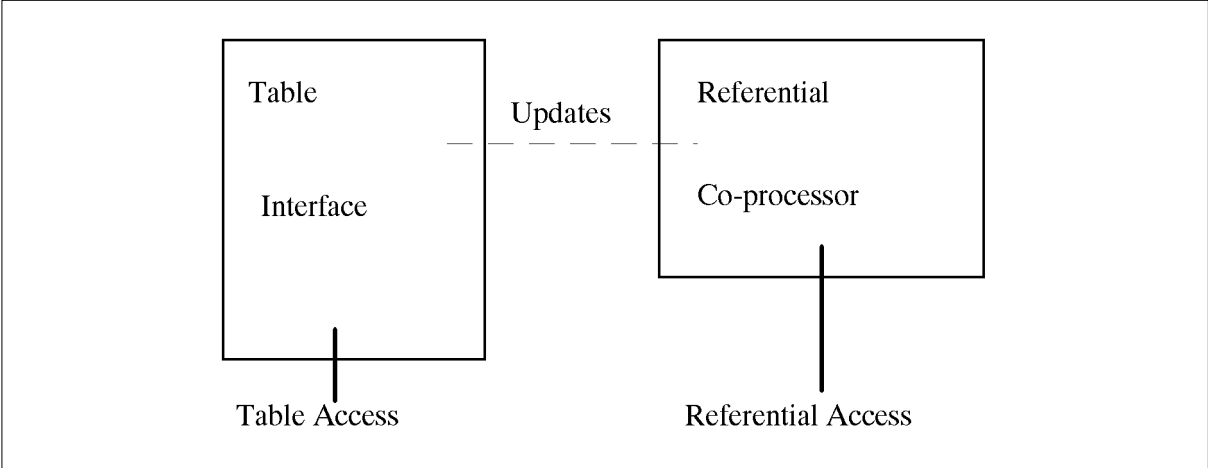 Table
Interface
Updates
Referential
Co-processor
Table Access
Referential Access